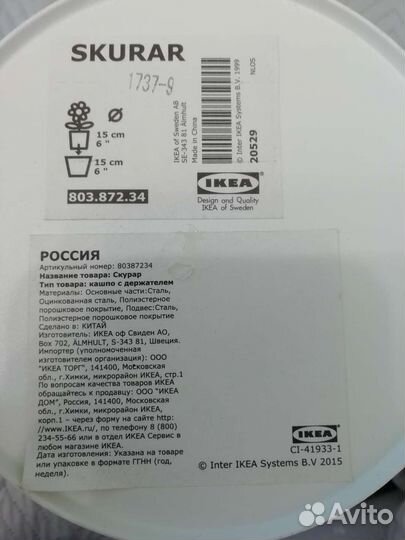 SKURAR
1737-9
15 cm
6 "
15 cm
6 "
803.872.34
IKEA of Sweden AB
SE-343 81 Älmhult
Made in China
© Inter IKEA Systems B.V. 1999
20529
NL05
IKEA
Design and Quality
IKEA of Sweden
РОССИЯ
Артикульный номер: 80387234
Название товара: Скурар
Тип товара: кашпо с держателем
Материалы: Основные части:Сталь,
Оцинкованная сталь, Полиэстерное
порошковое покрытие, Подвес:Сталь,
Полиэстерное порошковое покрытие
Сделано в: КИТАЙ
Изготовитель: ИКЕА оф Свиден АО,
Box 702, ÄLMHULT, S-343 81, Швеция.
Импортер (уполномоченная
изготовителем организация): ООО
"ИКЕА ТОРГ", 141400, Московская
обл., г.Химки, микрорайон ИКЕА, стр.1
По вопросам качества товаров ИКЕА
обращайтесь к продавцу: ООО "ИКЕА
ДОМ", Россия, 141400, Московская
обл., г.Химки, микрорайон ИКЕА,
корп.1 – через форму на сайте http:
//www.IKEA.ru/, по телефону 8 (800)
234-55-66 или в отдел ИКЕА Сервис в
любом магазине ИКЕА.
Дата изготовления: Указана на товаре
или упаковке в формате ГГНН (год,
неделя).
IKEA
CI-41933-1
© Inter IKEA Systems B.V 2015
Avito